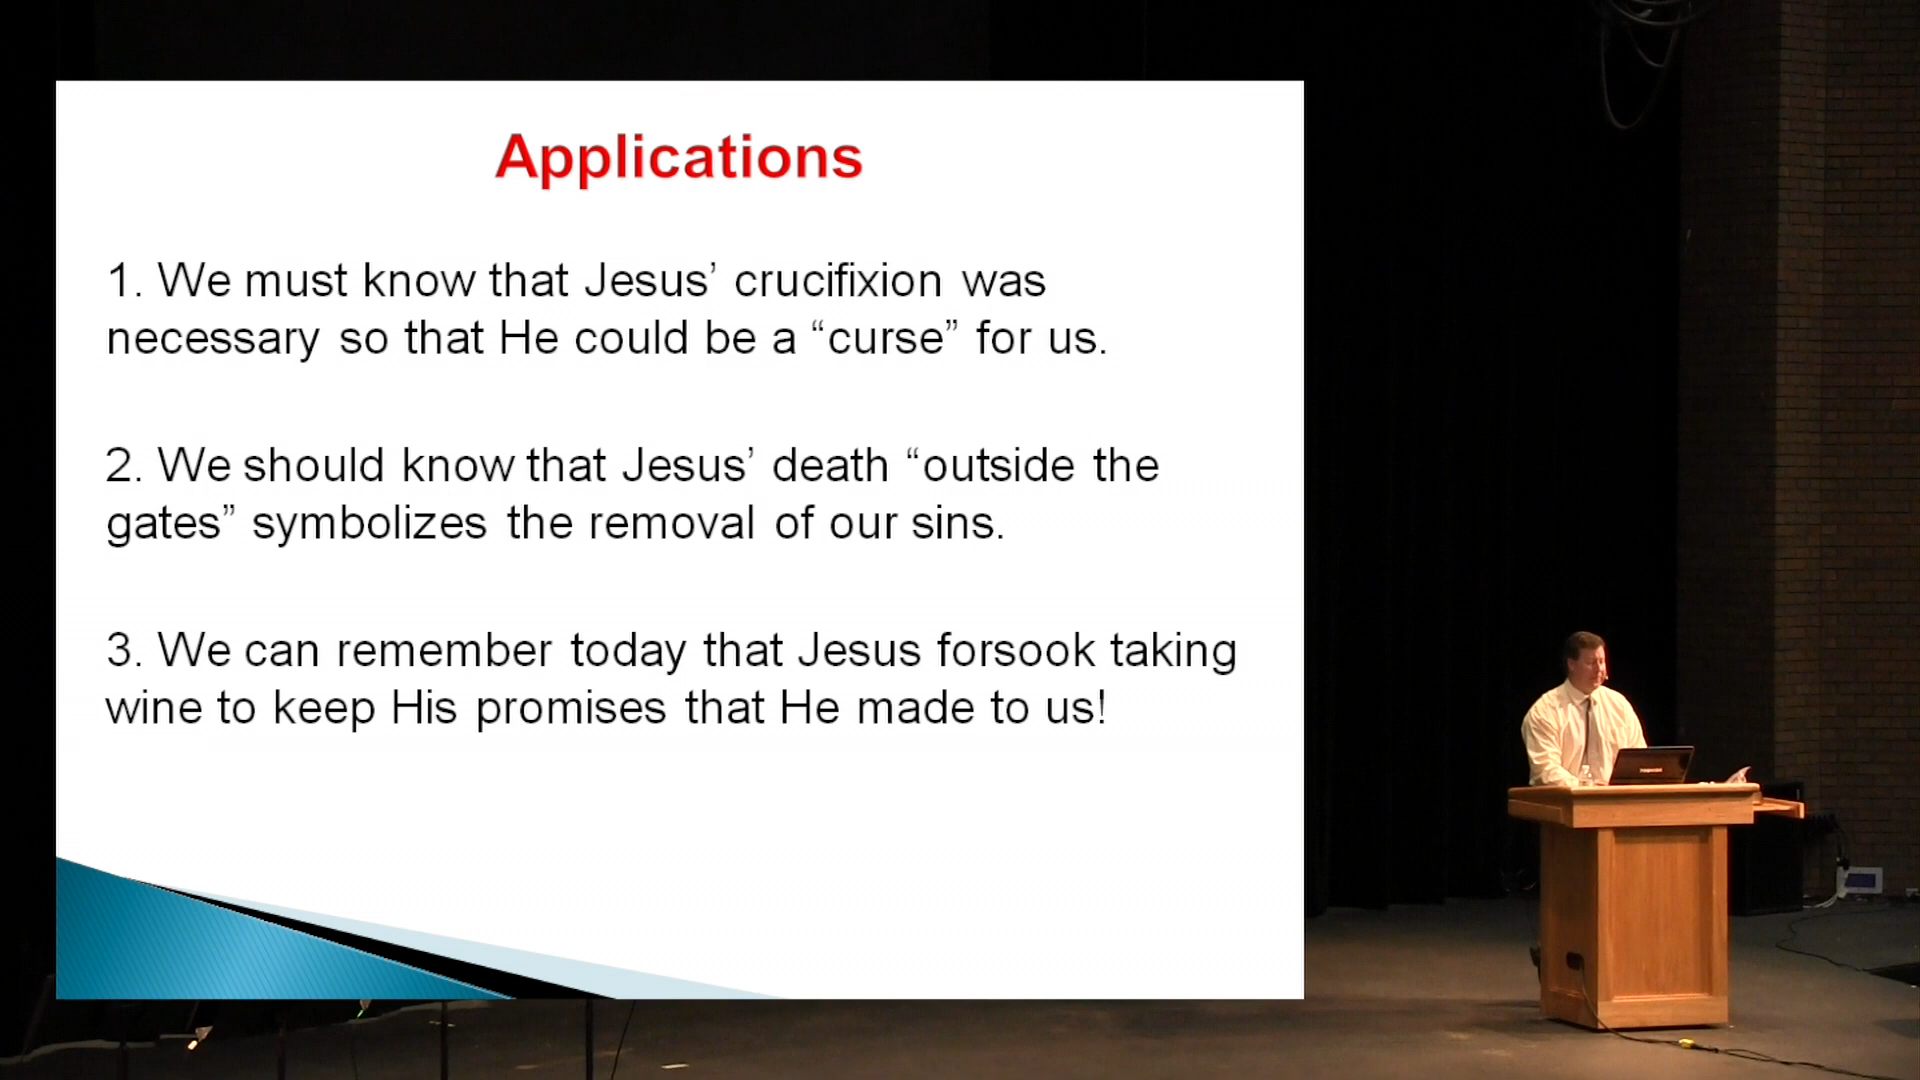 Applications
1. We must know that Jesus’ crucifixion was
necessary so that He could be a “curse” for us.
2. We should know that Jesus’ death “outside the
gates” symbolizes the removal of our sins.
3. We can remember today that Jesus forsook taking
wine to keep His promises that He made to us!
TOSHIBA